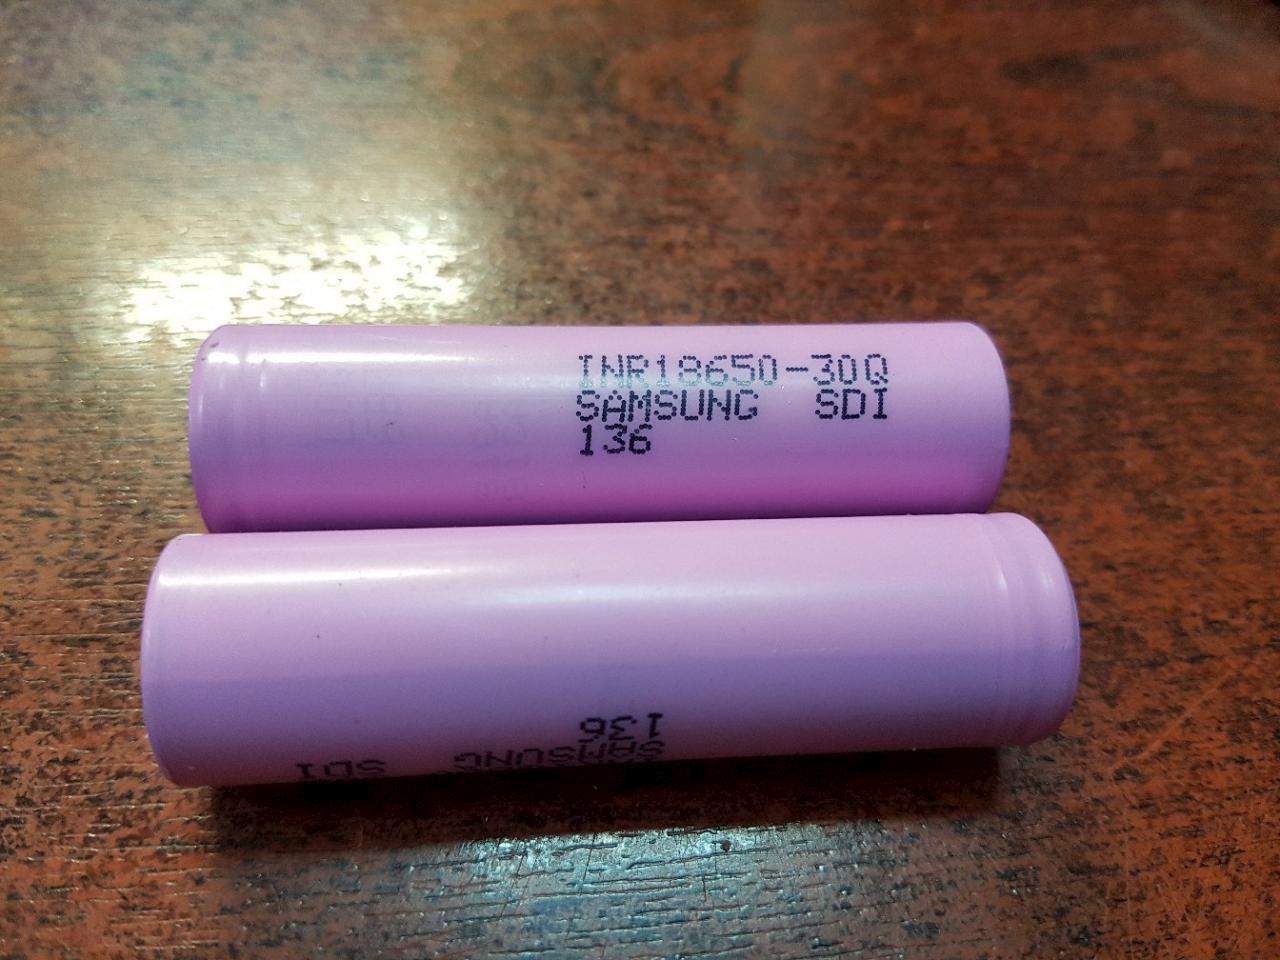 INR18650-30Q
SAMSUNG SDI
136
136
SAMSUNG SDI